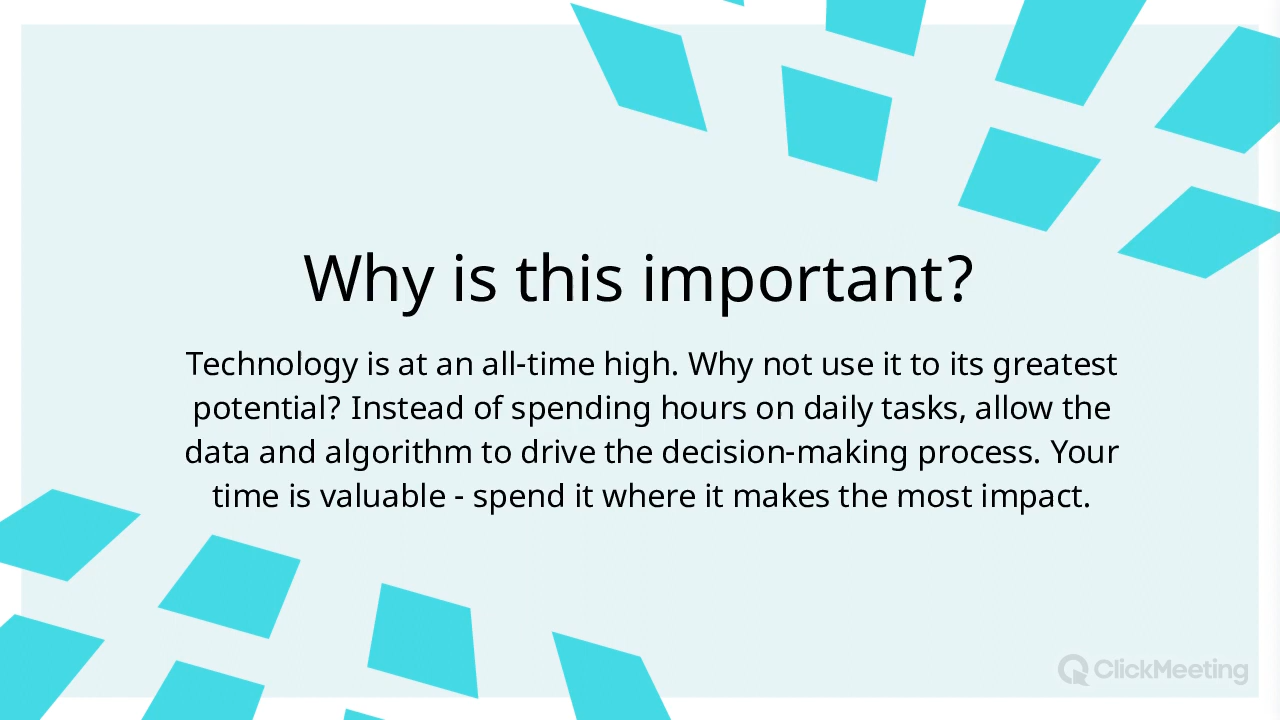 Why is this important?
Technology is at an all-time high. Why not use it to its greatest
potential? Instead of spending hours on daily tasks, allow the
data and algorithm to drive the decision-making process. Your
time is valuable - spend it where it makes the most impact.
ClickMeeting